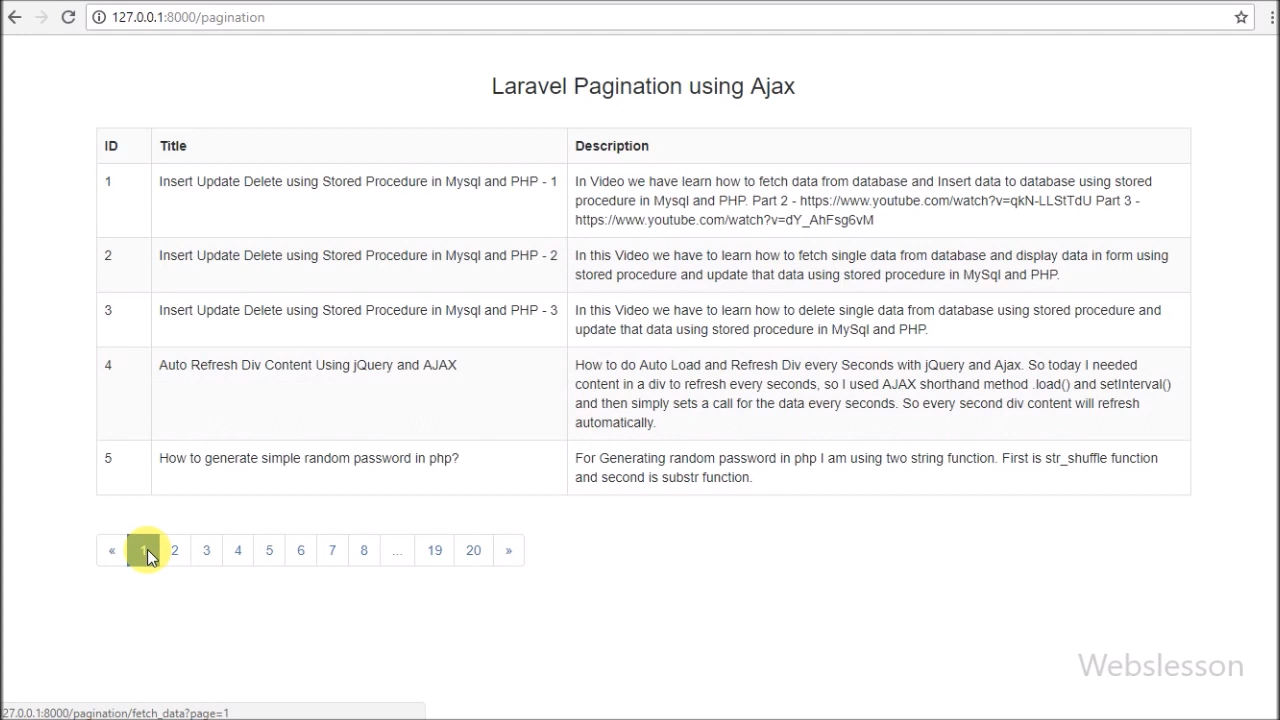 127.0.0.1:8000/pagination
Laravel Pagination using Ajax
ID Title Description
1 Insert Update Delete using Stored Procedure in Mysql and PHP - 1 In Video we have learn how to fetch data from database and Insert data to database using stored
procedure in Mysql and PHP. Part 2 - https://www.youtube.com/watch?v=qkN-LLStTdU Part 3 -
https://www.youtube.com/watch?v=dY_AhFsg6vM
2 Insert Update Delete using Stored Procedure in Mysql and PHP - 2 In this Video we have to learn how to fetch single data from database and display data in form using
stored procedure and update that data using stored procedure in MySql and PHP.
3 Insert Update Delete using Stored Procedure in Mysql and PHP - 3 In this Video we have to learn how to delete single data from database using stored procedure and
update that data using stored procedure in MySql and PHP.
4 Auto Refresh Div Content Using jQuery and AJAX How to do Auto Load and Refresh Div every Seconds with jQuery and Ajax. So today I needed
content in a div to refresh every seconds, so I used AJAX shorthand method .load() and setInterval()
and then simply sets a call for the data every seconds. So every second div content will refresh
automatically.
5 How to generate simple random password in php? For Generating random password in php I am using two string function. First is str_shuffle function
and second is substr function.
« 1 2 3 4 5 6 7 8 ... 19 20 »
Webslesson
27.0.0.1:8000/pagination/fetch_data?page=1